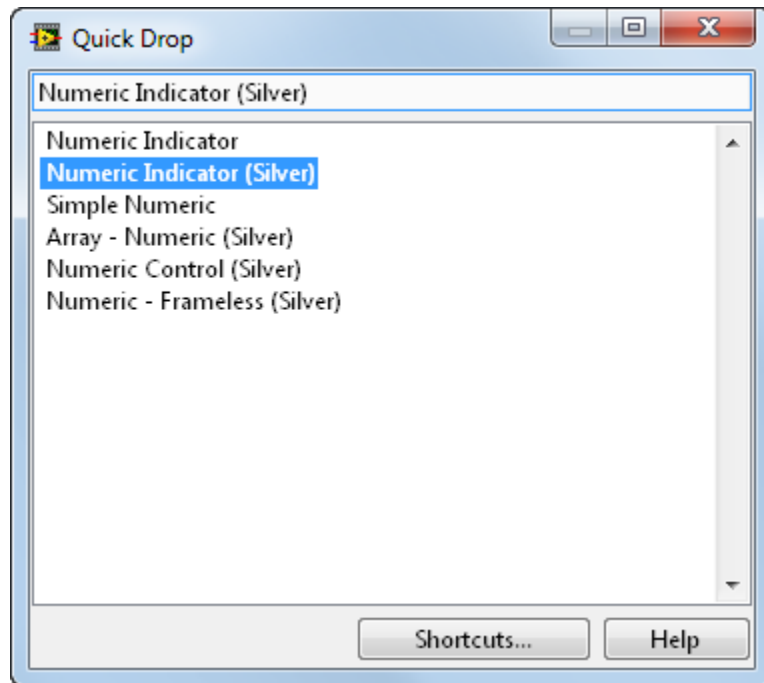 Quick Drop
Numeric Indicator (Silver)
Numeric Indicator
Numeric Indicator (Silver)
Simple Numeric
Array - Numeric (Silver)
Numeric Control (Silver)
Numeric - Frameless (Silver)
Shortcuts... Help